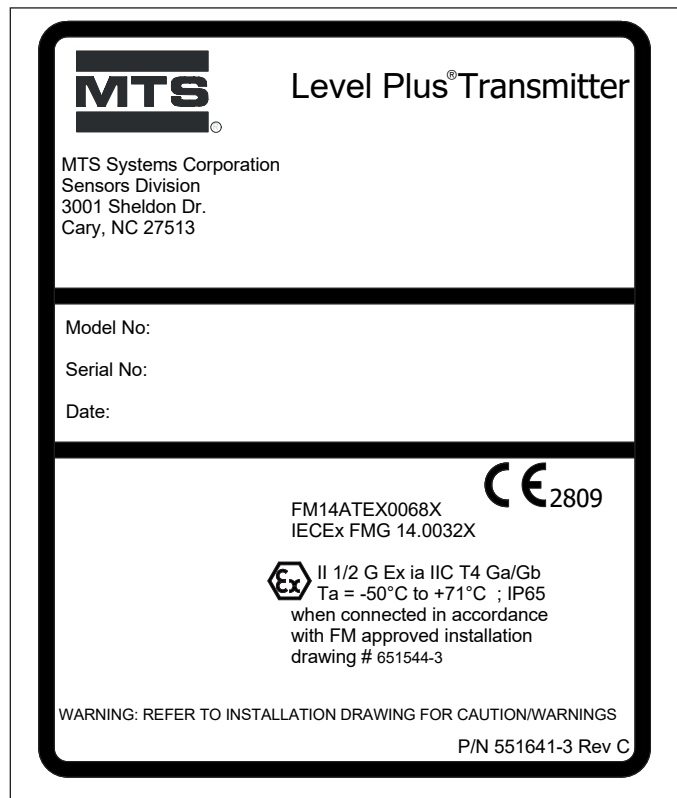 MTS
Level Plus®Transmitter
MTS Systems Corporation
Sensors Division
3001 Sheldon Dr.
Cary, NC 27513
Model No:
Serial No:
Date:
CE 2809
FM14ATEX0068X
IECEx FMG 14.0032X
Ex II 1/2 G Ex ia IIC T4 Ga/Gb
Ta = -50°C to +71°C ; IP65
when connected in accordance
with FM approved installation
drawing # 651544-3
WARNING: REFER TO INSTALLATION DRAWING FOR CAUTION/WARNINGS
P/N 551641-3 Rev C